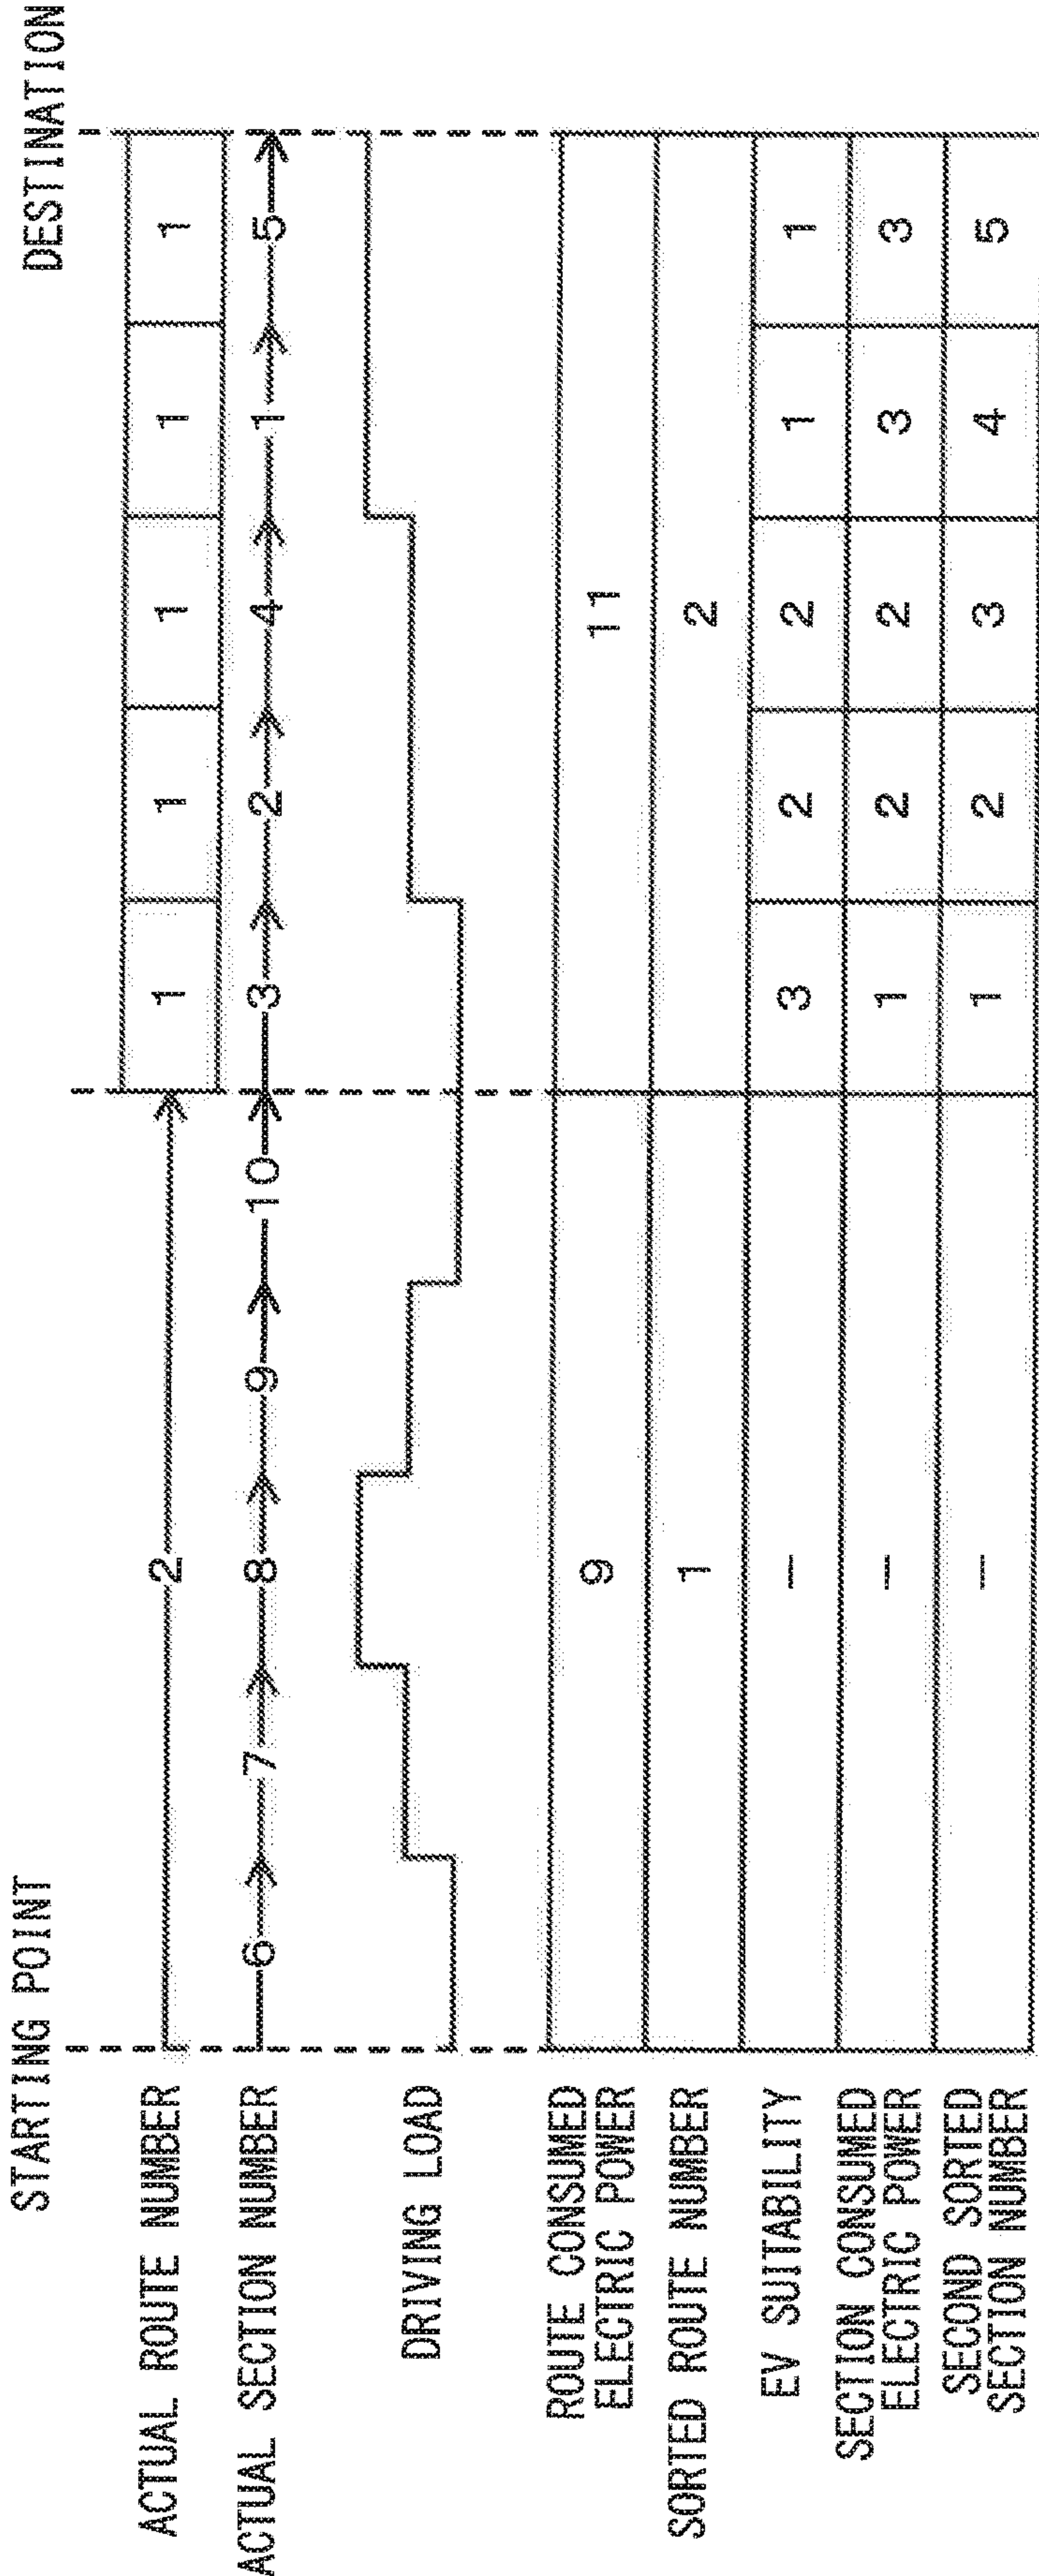 STARTING POINT
DESTINATION
ACTUAL ROUTE NUMBER 2 1 1 1 1 1
ACTUAL SECTION NUMBER 6 7 8 9 10 3 2 4 1 5
DRIVING LOAD
ROUTE CONSUMED
ELECTRIC POWER 9 11
SORTED ROUTE NUMBER 1 2
EV SUITABILITY – 3 2 2 1 1
SECTION CONSUMED
ELECTRIC POWER – 1 2 2 3 3
SECOND SORTED
SECTION NUMBER – 1 2 3 4 5